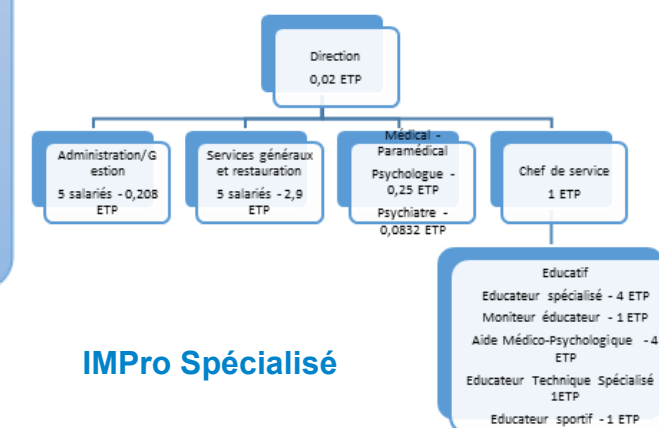 Direction
0,02 ETP
Administration/G
estion
5 salariés - 0,208
ETP
Services généraux
et restauration
5 salariés - 2,9
ETP
Médical -
Paramédical
Psychologue -
0,25 ETP
Psychiatre -
0,0832 ETP
Chef de service
1 ETP
Educatif
Educateur spécialisé - 4 ETP
Moniteur éducateur - 1 ETP
Aide Médico-Psychologique - 4
ETP
Educateur Technique Spécialisé
1ETP
Educateur sportif - 1 ETP
IMPro Spécialisé